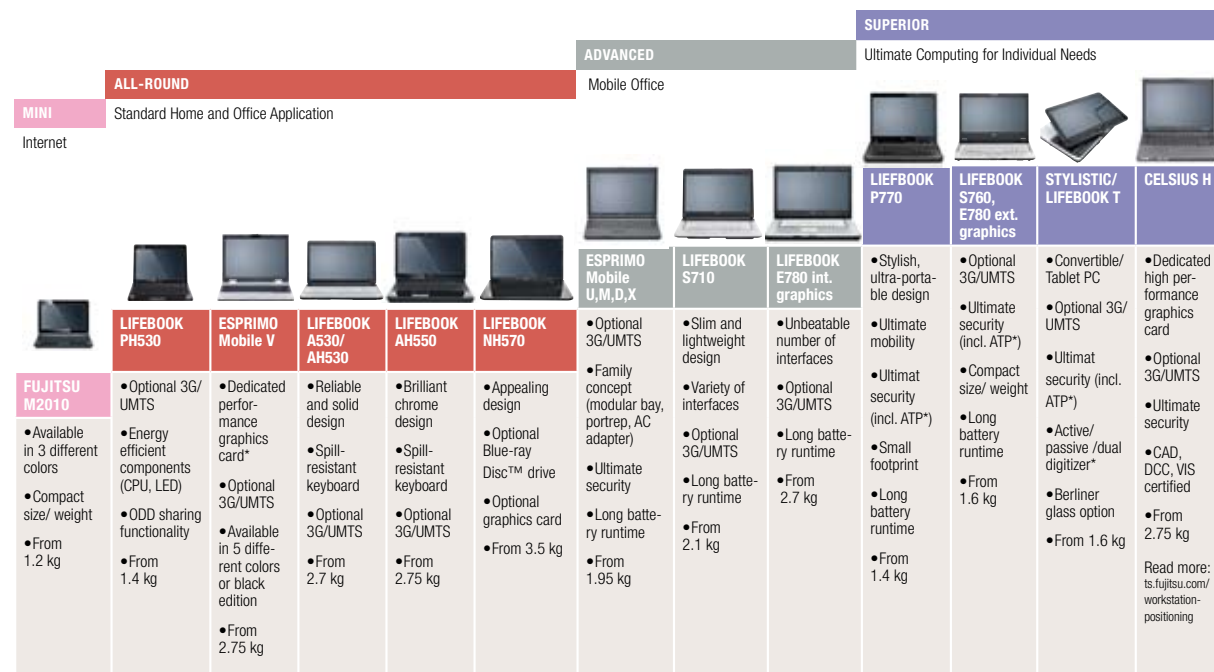 SUPERIOR
Ultimate Computing for Individual Needs
ADVANCED
Mobile Office
ALL-ROUND
Standard Home and Office Application
MINI
Internet
FUJITSU
M2010
•Available
in 3 different
colors
•Compact
size/ weight
•From
1.2 kg
LIFEBOOK
PH530
•Optional 3G/
UMTS
•Energy
efficient
components
(CPU, LED)
•ODD sharing
functionality
•From
1.4 kg
ESPRIMO
Mobile V
•Dedicated
perfor-
mance
graphics
card*
•Optional
3G/UMTS
•Available
in 5 diffe-
rent colors
or black
edition
•From
2.75 kg
LIFEBOOK
A530/
AH530
•Reliable
and solid
design
•Spill-
resistant
keyboard
•Optional
3G/UMTS
•From
2.7 kg
LIFEBOOK
AH550
•Brilliant
chrome
design
•Spill-
resistant
keyboard
•Optional
3G/UMTS
•From
2.75 kg
LIFEBOOK
NH570
•Appealing
design
•Optional
Blue-ray
Disc™ drive
•Optional
graphics card
•From 3.5 kg
ESPRIMO
Mobile
U,M,D,X
•Optional
3G/UMTS
•Family
concept
(modular bay,
portrep, AC
adapter)
•Ultimate
security
•Long batte-
ry runtime
•From
1.95 kg
LIFEBOOK
S710
•Slim and
lightweight
design
•Variety of
interfaces
•Optional
3G/UMTS
•Long batte-
ry runtime
•From
2.1 kg
LIFEBOOK
E780 int.
graphics
•Unbeatable
number of
interfaces
•Optional
3G/UMTS
•Long batte-
ry runtime
•From
2.7 kg
LIEFBOOK
P770
•Stylish,
ultra-porta-
ble design
•Ultimate
mobility
•Ultimat
security
(incl. ATP*)
•Small
footprint
•Long
battery
runtime
•From
1.4 kg
LIFEBOOK
S760,
E780 ext.
graphics
•Optional
3G/UMTS
•Ultimate
security
(incl. ATP*)
•Compact
size/ weight
•Long
battery
runtime
•From
1.6 kg
STYLISTIC/
LIFEBOOK T
•Convertible/
Tablet PC
•Optional 3G/
UMTS
•Ultimat
security (incl.
ATP*)
•Active/
passive /dual
digitizer*
•Berliner
glass option
•From 1.6 kg
CELSIUS H
•Dedicated
high per-
formance
graphics
card
•Optional
3G/UMTS
•Ultimate
security
•CAD,
DCC, VIS
certified
•From
2.75 kg
Read more:
ts.fujitsu.com/
workstation-
positioning